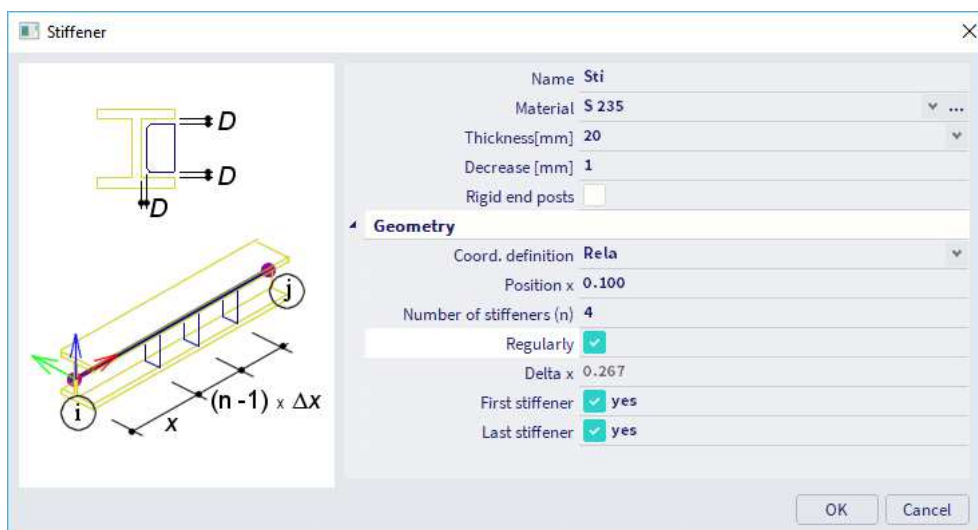 Stiffener
D
D
D
i
j
x
(n -1) x Δx
Name Sti
Material S 235 ...
Thickness[mm] 20
Decrease [mm] 1
Rigid end posts
Geometry
Coord. definition Rela
Position x 0.100
Number of stiffeners (n) 4
Regularly
Delta x 0.267
First stiffener yes
Last stiffener yes
OK Cancel